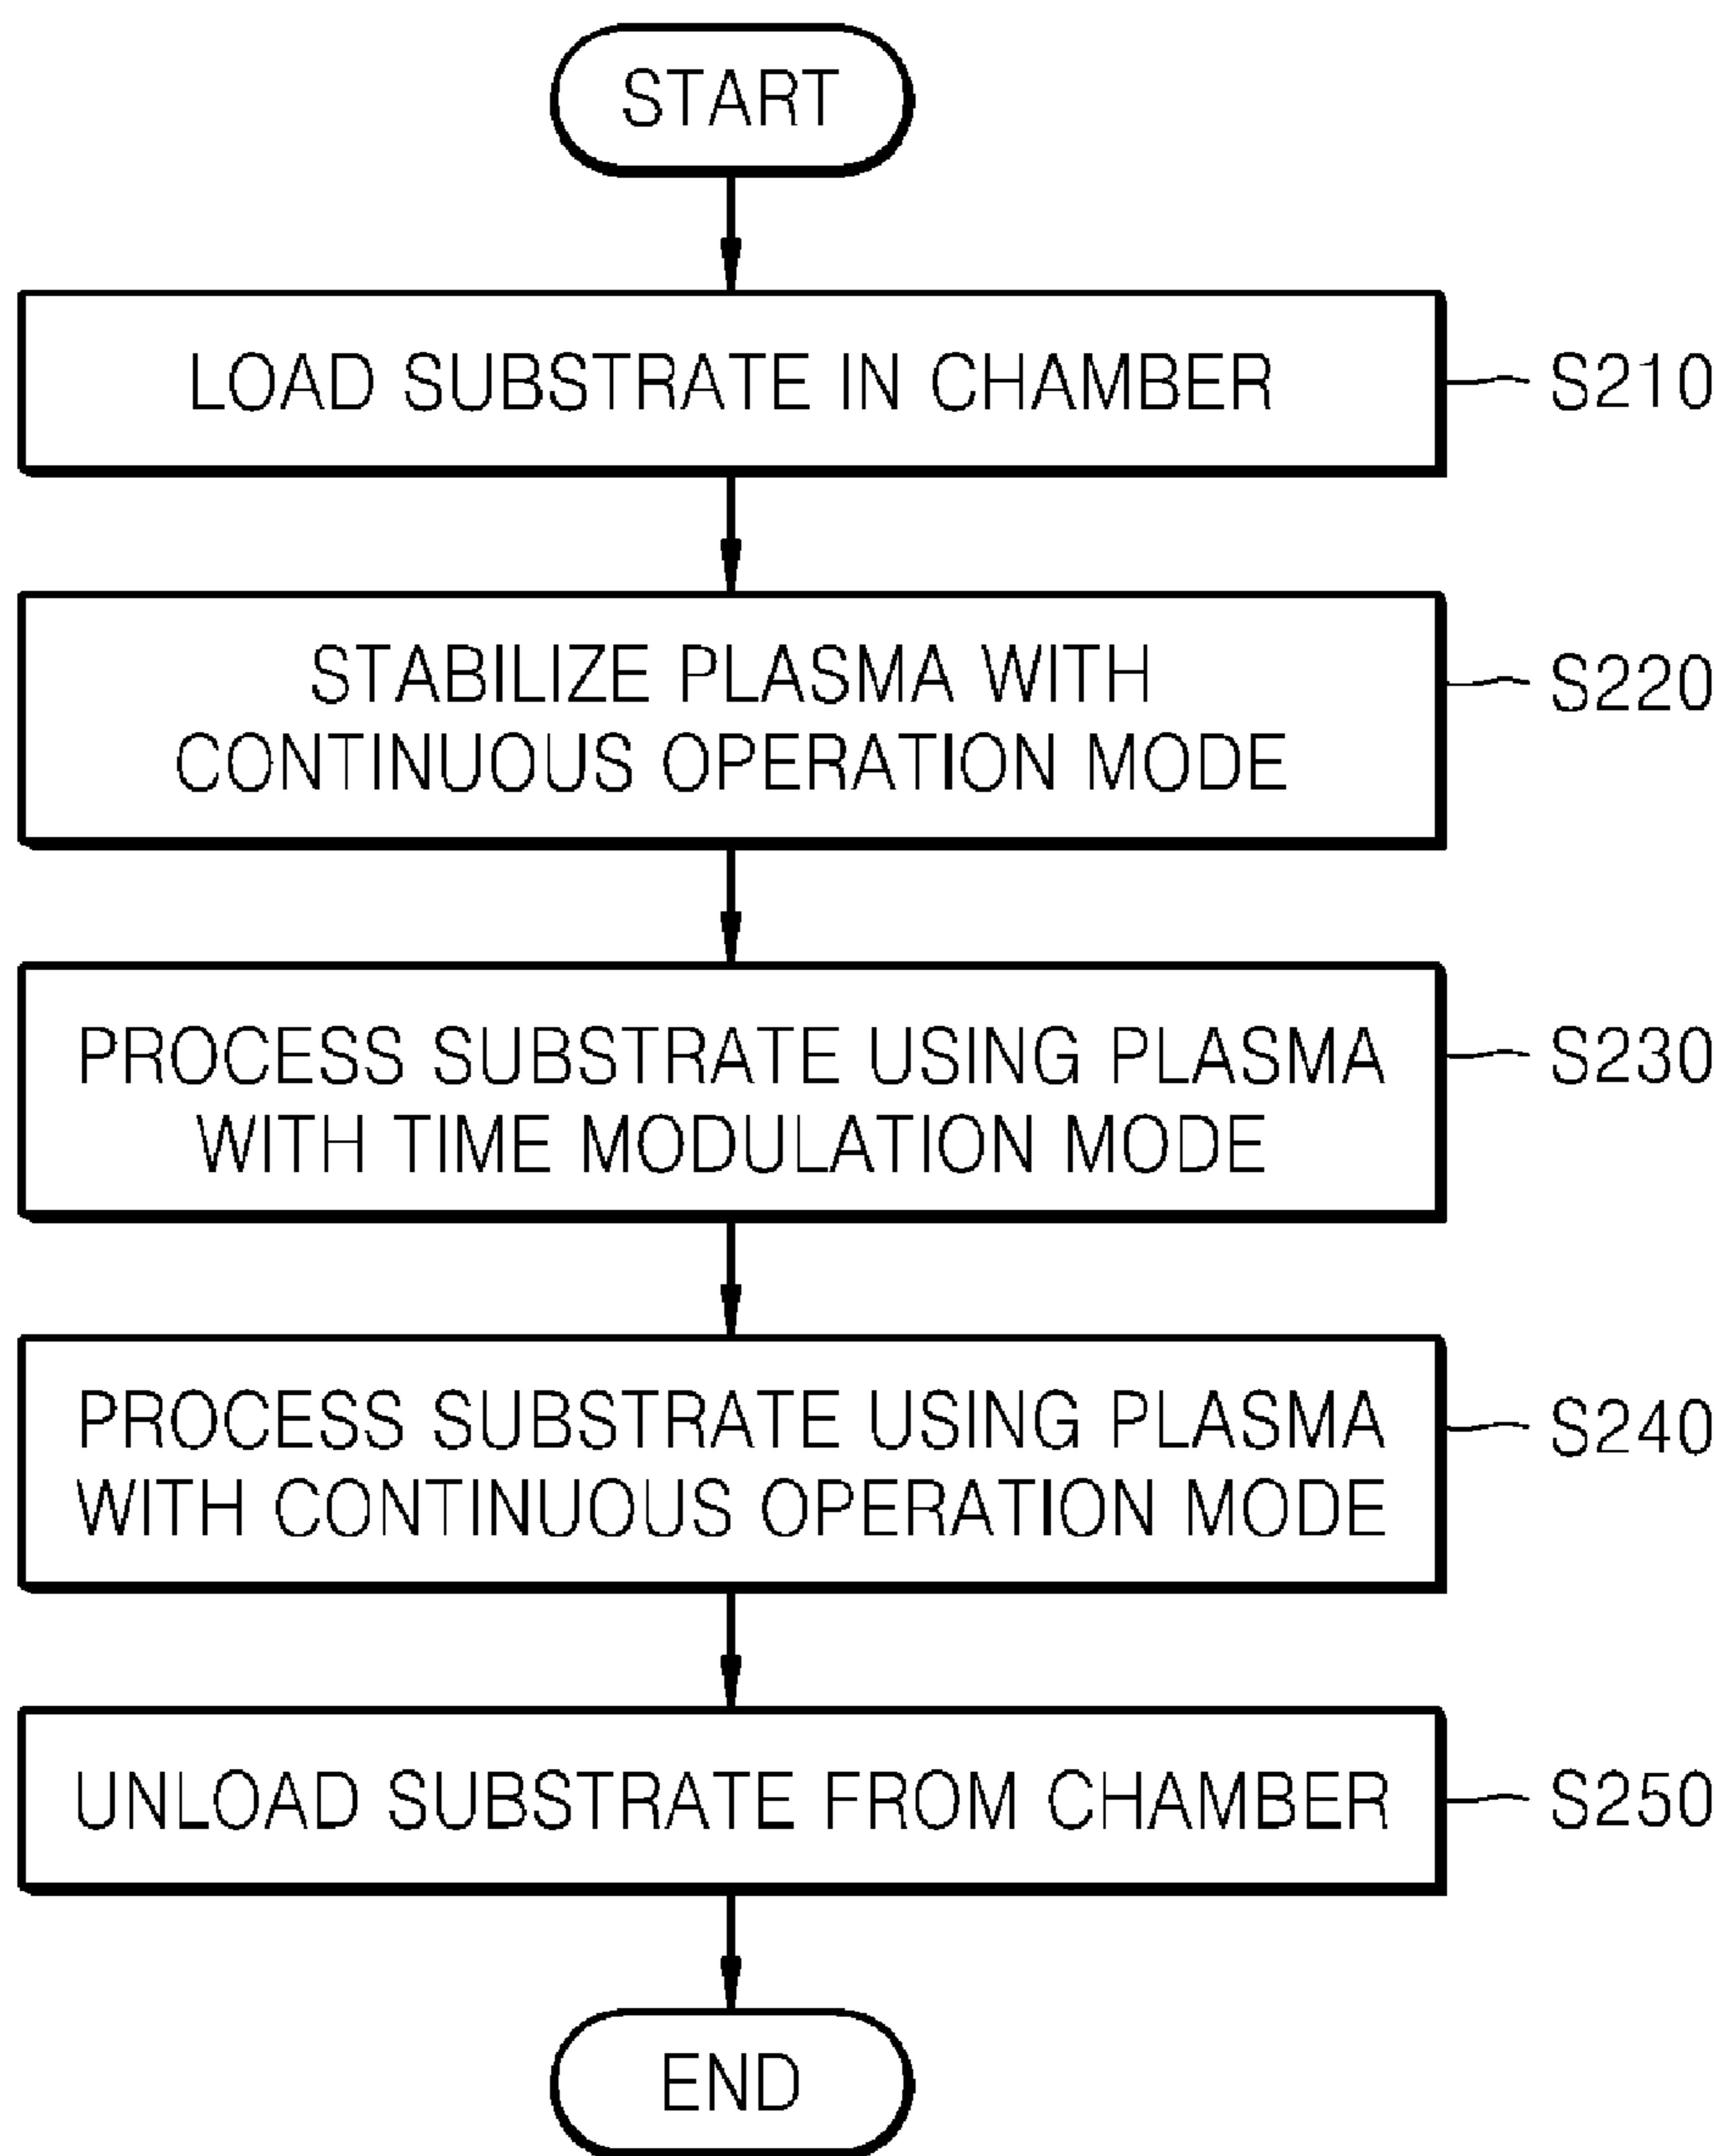 START
LOAD SUBSTRATE IN CHAMBER
S210
STABILIZE PLASMA WITH
CONTINUOUS OPERATION MODE
S220
PROCESS SUBSTRATE USING PLASMA
WITH TIME MODULATION MODE
S230
PROCESS SUBSTRATE USING PLASMA
WITH CONTINUOUS OPERATION MODE
S240
UNLOAD SUBSTRATE FROM CHAMBER
S250
END